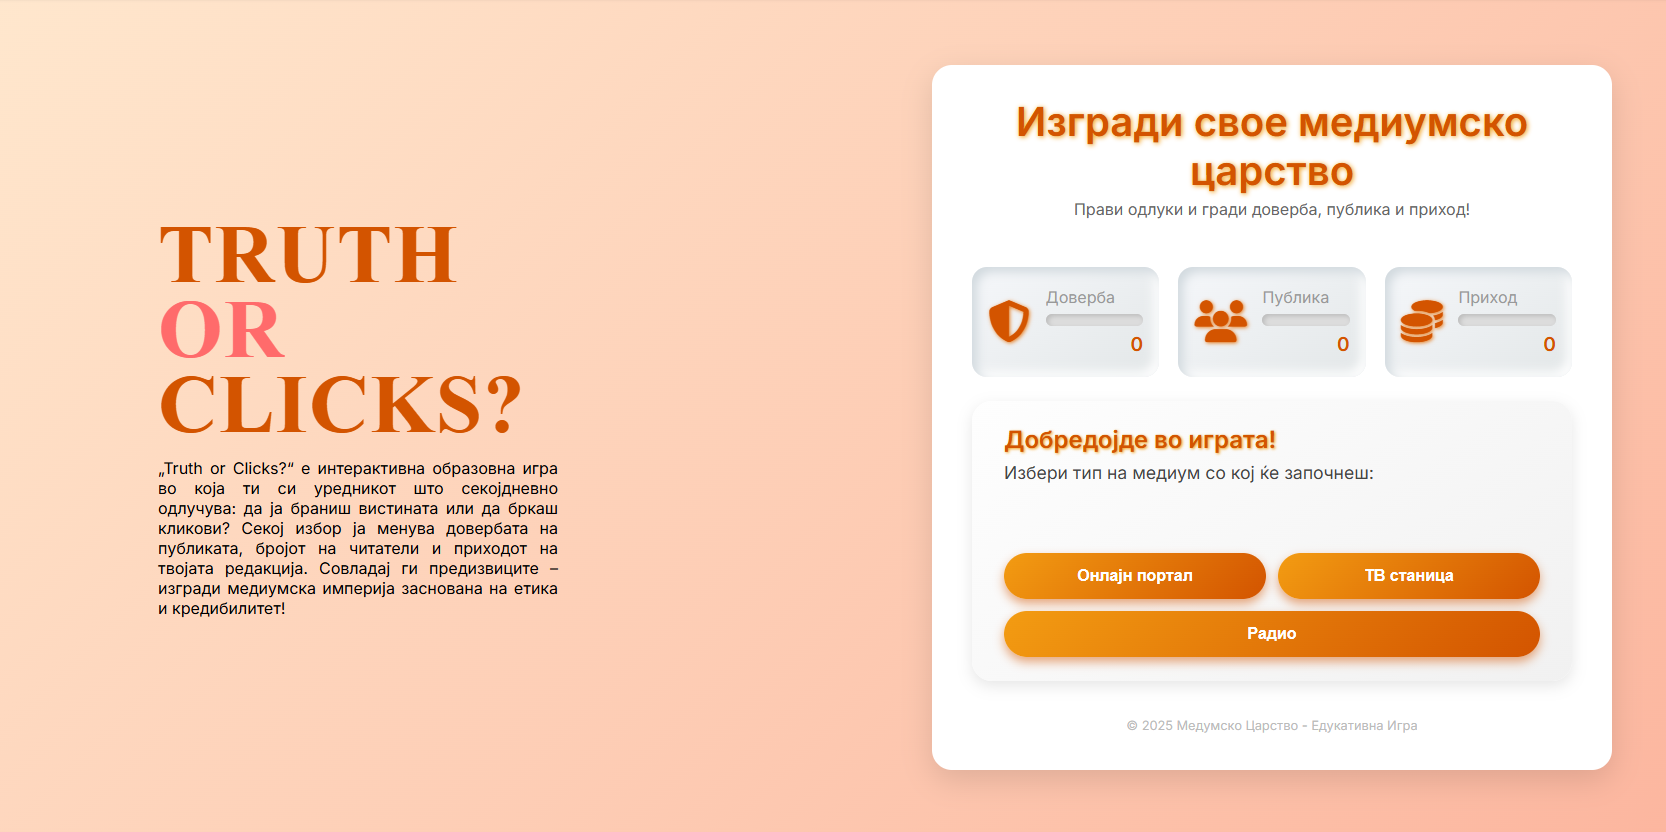 TRUTH
OR
CLICKS?
„Truth or Clicks?“ е интерактивна образовна игра
во која ти си уредникот што секојдневно
одлучува: да ја браниш вистината или да бркаш
кликови? Секој избор ја менува довербата на
публиката, бројот на читатели и приходот на
твојата редакција. Совладај ги предизвиците –
изгради медиумска империја заснована на етика
и кредибилитет!
Изгради свое медиумско
царство
Прави одлуки и гради доверба, публика и приход!
Доверба
0
Публика
0
Приход
0
Добредојде во играта!
Избери тип на медиум со кој ќе започнеш:
Онлајн портал
ТВ станица
Радио
© 2025 Медумско Царство - Едукативна Игра